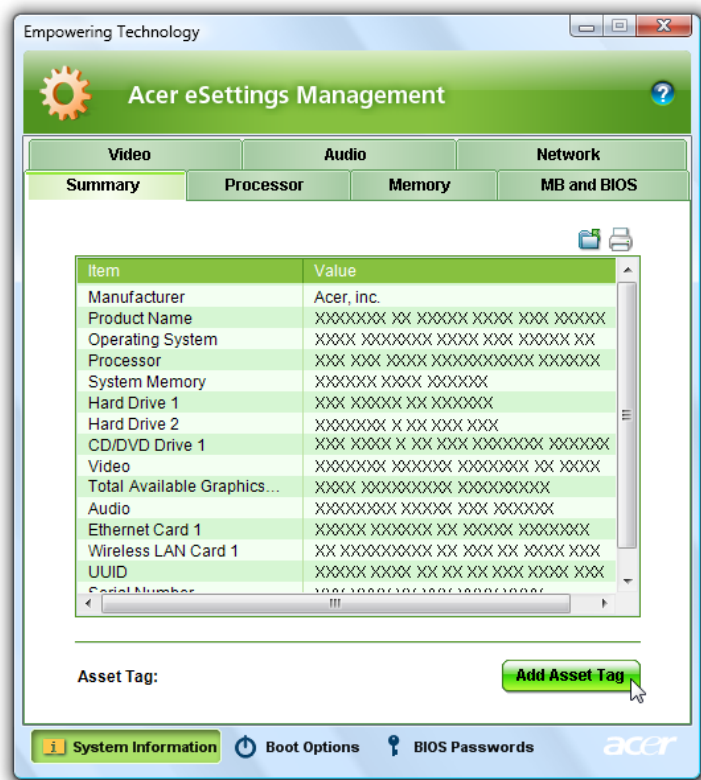 Empowering Technology
Acer eSettings Management
Video Audio Network
Summary Processor Memory MB and BIOS
Item Value
Manufacturer Acer, inc.
Product Name XXXXXXX XX XXXXX XXXX XXX XXXXX
Operating System XXXX XXXXXXX XXXX XXX XXXXX XX
Processor XXX XXX XXXX XXXXXXXXXX XXXXXX
System Memory XXXXXX XXXX XXXXXX
Hard Drive 1 XXX XXXXX XX XXXXXX
Hard Drive 2 XXXXXXX X XX XXX XXX
CD/DVD Drive 1 XXX XXXX X XX XXX XXXXXXX XXXXXX
Video XXXXXXX XXXXXX XXXXXXX XX XXXX
Total Available Graphics... XXXX XXXXXXXXXX XXXXXXXXX
Audio XXXXXXXX XXXXX XXX XXXXXX
Ethernet Card 1 XXXXX XXXXXX XX XXXXX XXXXXXX
Wireless LAN Card 1 XX XXXXXXXXX XX XXX XX XXXX XXX
UUID XXXXX XXXX XX XX XX XXX XXXX XXX
Serial Number
Asset Tag: Add Asset Tag
System Information Boot Options BIOS Passwords acer